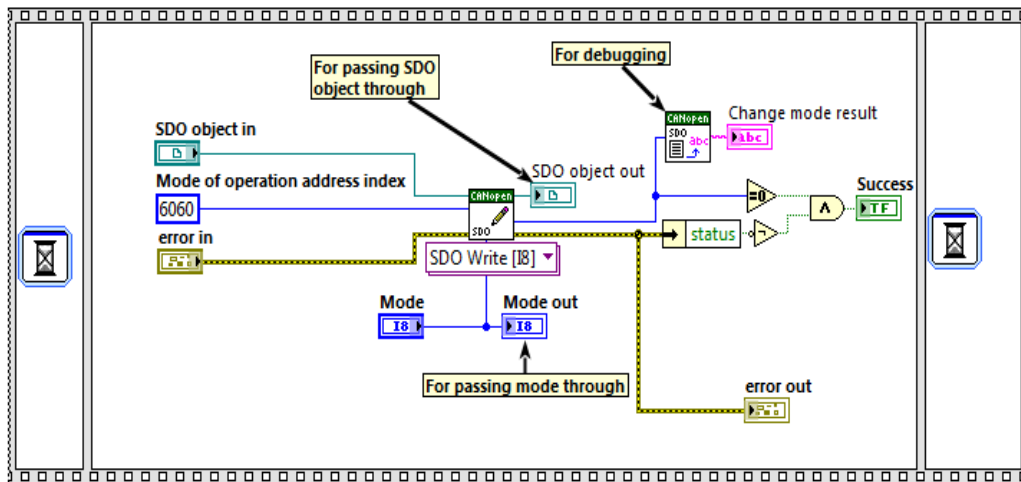 For passing SDO
object through
For debugging
CANopen
SDO
abc
Change mode result
abc
SDO object in
SDO object out
Mode of operation address index
6060
CANopen
SDO
=0
Success
TF
error in
status
SDO Write [I8]
Mode
Mode out
I8
I8
For passing mode through
error out